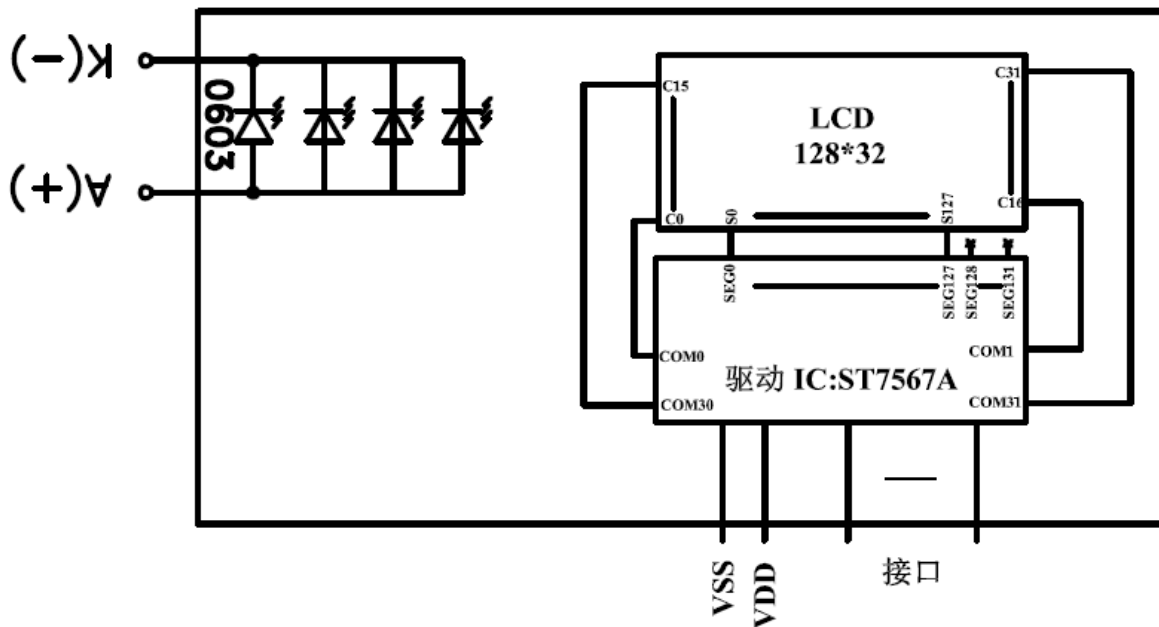 K(-)
0603
A(+)
C15
C31
LCD
128*32
C0
S0
S127
C16
SEG0
SEG127
SEG128
SEG131
COM0
COM1
驱动 IC:ST7567A
COM30
COM31
VSS
VDD
接口